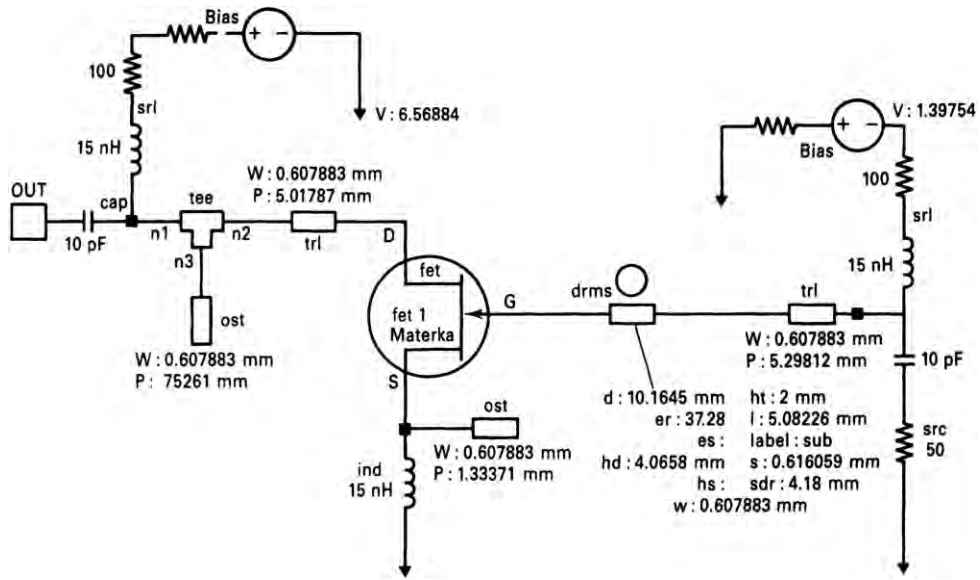 Bias
+ −
100
V : 6.56884
srl
15 nH
OUT
cap
10 pF
n1
tee
n2
n3
W : 0.607883 mm
P : 5.01787 mm
trl
D
ost
W : 0.607883 mm
P : 75261 mm
fet
fet 1
Materka
G
S
ost
W : 0.607883 mm
P : 1.33371 mm
ind
15 nH
drms
d : 10.1645 mm ht : 2 mm
er : 37.28 l : 5.08226 mm
es : label : sub
hd : 4.0658 mm s : 0.616059 mm
hs : sdr : 4.18 mm
w : 0.607883 mm
trl
W : 0.607883 mm
P : 5.29812 mm
V : 1.39754
+ −
Bias
100
srl
15 nH
10 pF
src
50